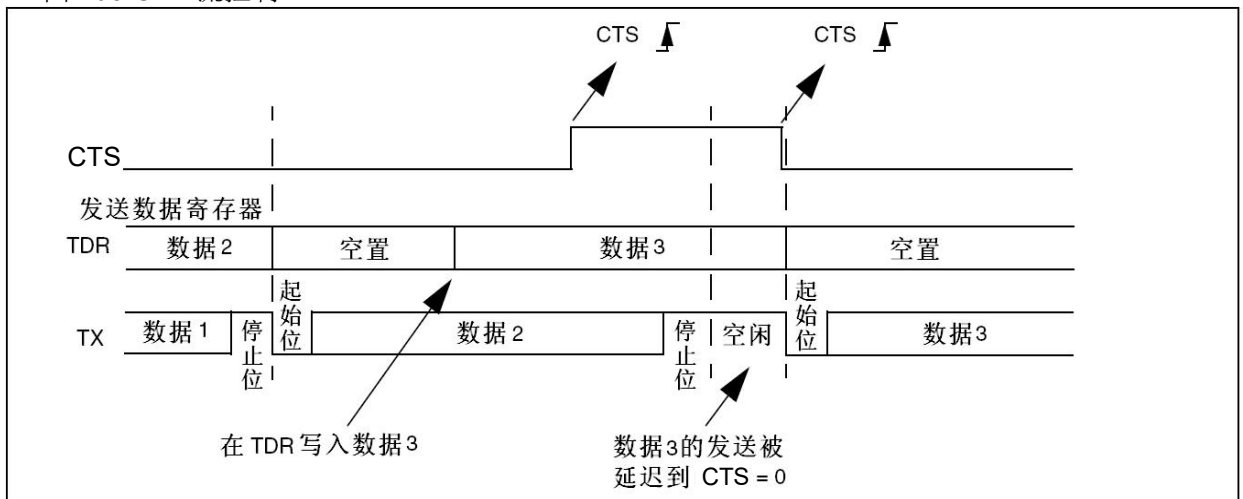 CTS CTS
CTS
发送数据寄存器
TDR 数据2 空置 数据3 空置
TX 数据1 停止位 起始位 数据2 停止位 空闲 起始位 数据3
在 TDR 写入数据3
数据3的发送被
延迟到 CTS = 0